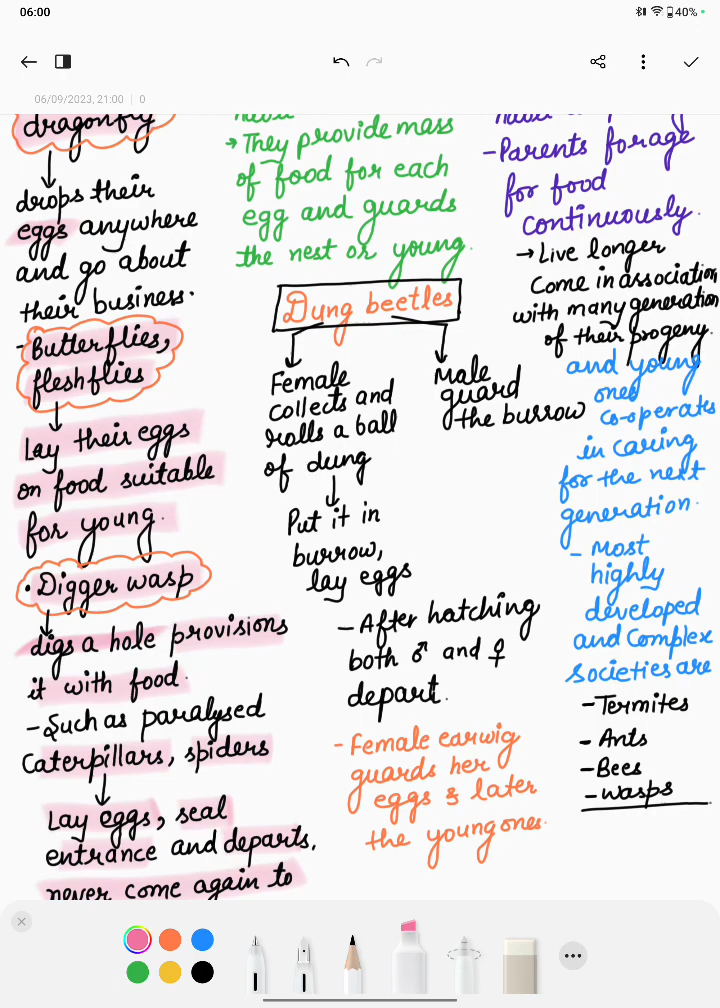 06:00
40%
06/09/2023, 21:00 | 0
dragonfly
drops their
eggs anywhere
and go about
their business.
- Butterflies,
fleshflies
Lay their eggs
on food suitable
for young.
• Digger wasp
digs a hole provisions
it with food.
- Such as paralysed
Caterpillars, spiders
Lay eggs, seal
entrance and departs,
never come again to
→ They provide mass
of food for each
egg and guards
the nest or young.
Dung beetles
Female
collects and
rolls a ball
of dung
Put it in
burrow,
lay eggs
Male
guard
the burrow
- After hatching
both ♂ and ♀
depart.
- Female earwig
guards her
eggs & later
the young ones.
- Parents forage
for food
continuously.
→ Live longer
Come in association
with many generation
of their progeny.
and young
ones
co-operates
in caring
for the next
generation.
- Most
highly
developed
and Complex
Societies are
- Termites
- Ants
- Bees
- Wasps